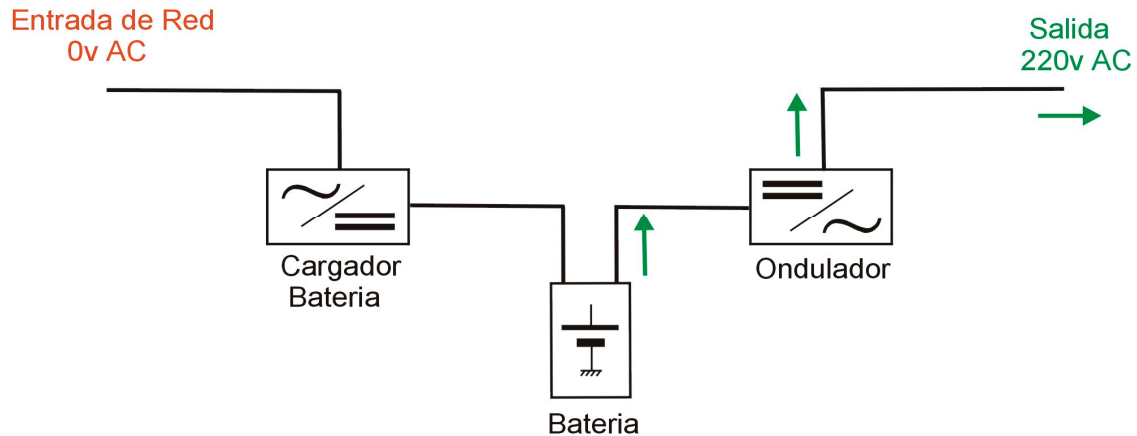 Entrada de Red
0v AC
Salida
220v AC
Cargador
Bateria
Ondulador
Bateria